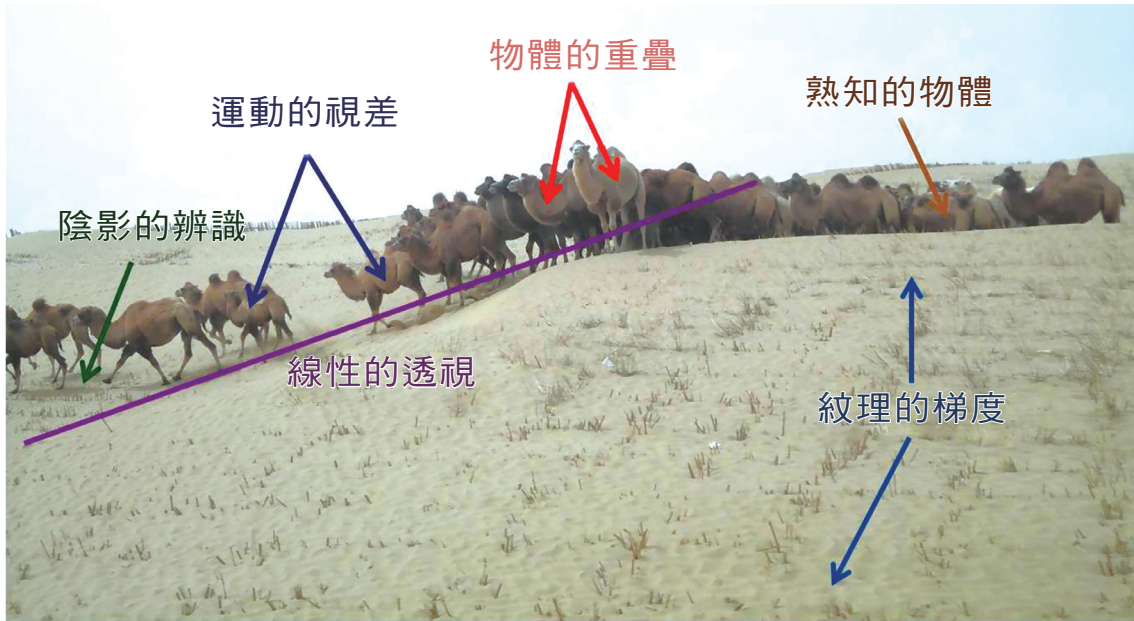 物體的重疊
熟知的物體
運動的視差
陰影的辨識
線性的透視
紋理的梯度